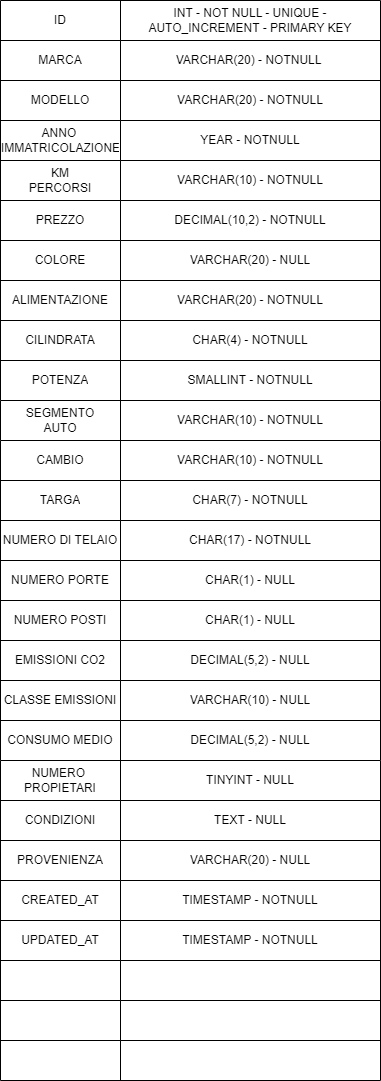 ID
INT - NOT NULL - UNIQUE -
AUTO_INCREMENT - PRIMARY KEY
MARCA
VARCHAR(20) - NOTNULL
MODELLO
VARCHAR(20) - NOTNULL
ANNO
IMMATRICOLAZIONE
YEAR - NOTNULL
KM
PERCORSI
VARCHAR(10) - NOTNULL
PREZZO
DECIMAL(10,2) - NOTNULL
COLORE
VARCHAR(20) - NULL
ALIMENTAZIONE
VARCHAR(20) - NOTNULL
CILINDRATA
CHAR(4) - NOTNULL
POTENZA
SMALLINT - NOTNULL
SEGMENTO
AUTO
VARCHAR(10) - NOTNULL
CAMBIO
VARCHAR(10) - NOTNULL
TARGA
CHAR(7) - NOTNULL
NUMERO DI TELAIO
CHAR(17) - NOTNULL
NUMERO PORTE
CHAR(1) - NULL
NUMERO POSTI
CHAR(1) - NULL
EMISSIONI CO2
DECIMAL(5,2) - NULL
CLASSE EMISSIONI
VARCHAR(10) - NULL
CONSUMO MEDIO
DECIMAL(5,2) - NULL
NUMERO
PROPIETARI
TINYINT - NULL
CONDIZIONI
TEXT - NULL
PROVENIENZA
VARCHAR(20) - NULL
CREATED_AT
TIMESTAMP - NOTNULL
UPDATED_AT
TIMESTAMP - NOTNULL